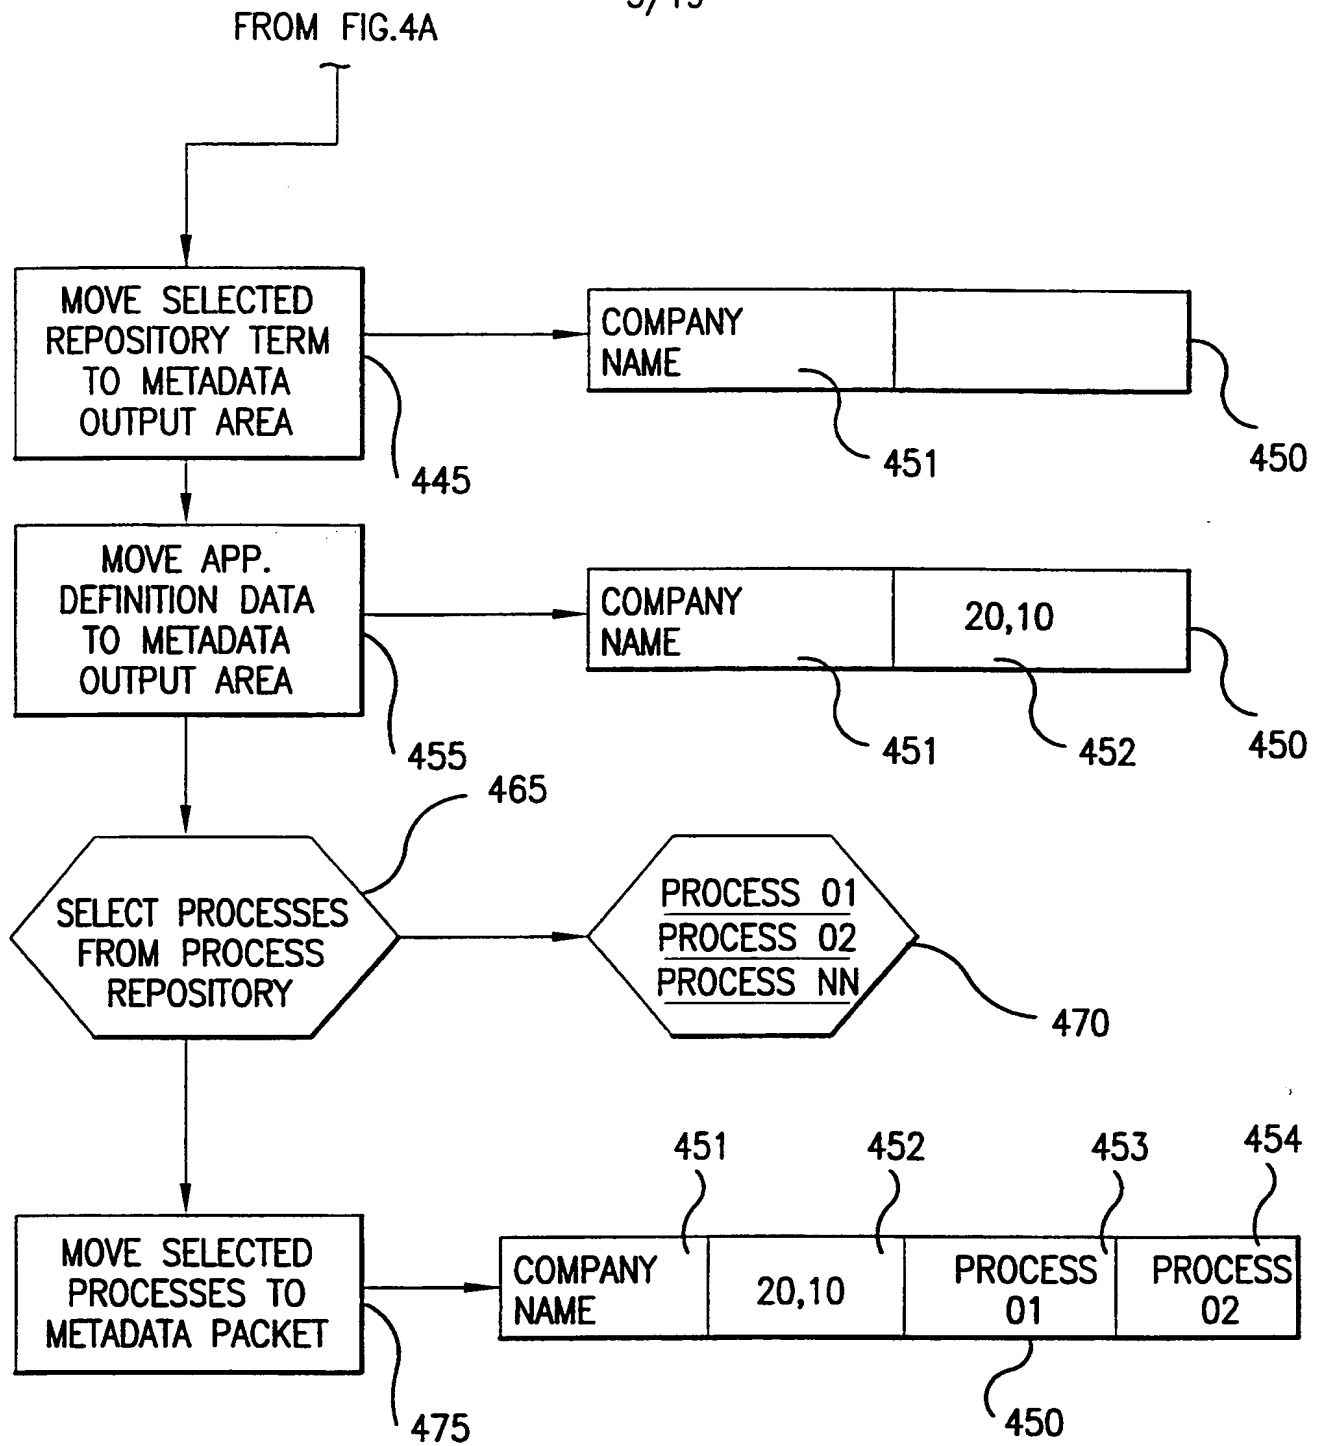 FROM FIG.4A
MOVE SELECTED
REPOSITORY TERM
TO METADATA
OUTPUT AREA
445
COMPANY
NAME
451
450
MOVE APP.
DEFINITION DATA
TO METADATA
OUTPUT AREA
455
COMPANY
NAME
20,10
451
452
450
465
SELECT PROCESSES
FROM PROCESS
REPOSITORY
PROCESS 01
PROCESS 02
PROCESS NN
470
MOVE SELECTED
PROCESSES TO
METADATA PACKET
475
451
452
453
454
COMPANY
NAME
20,10
PROCESS
01
PROCESS
02
450